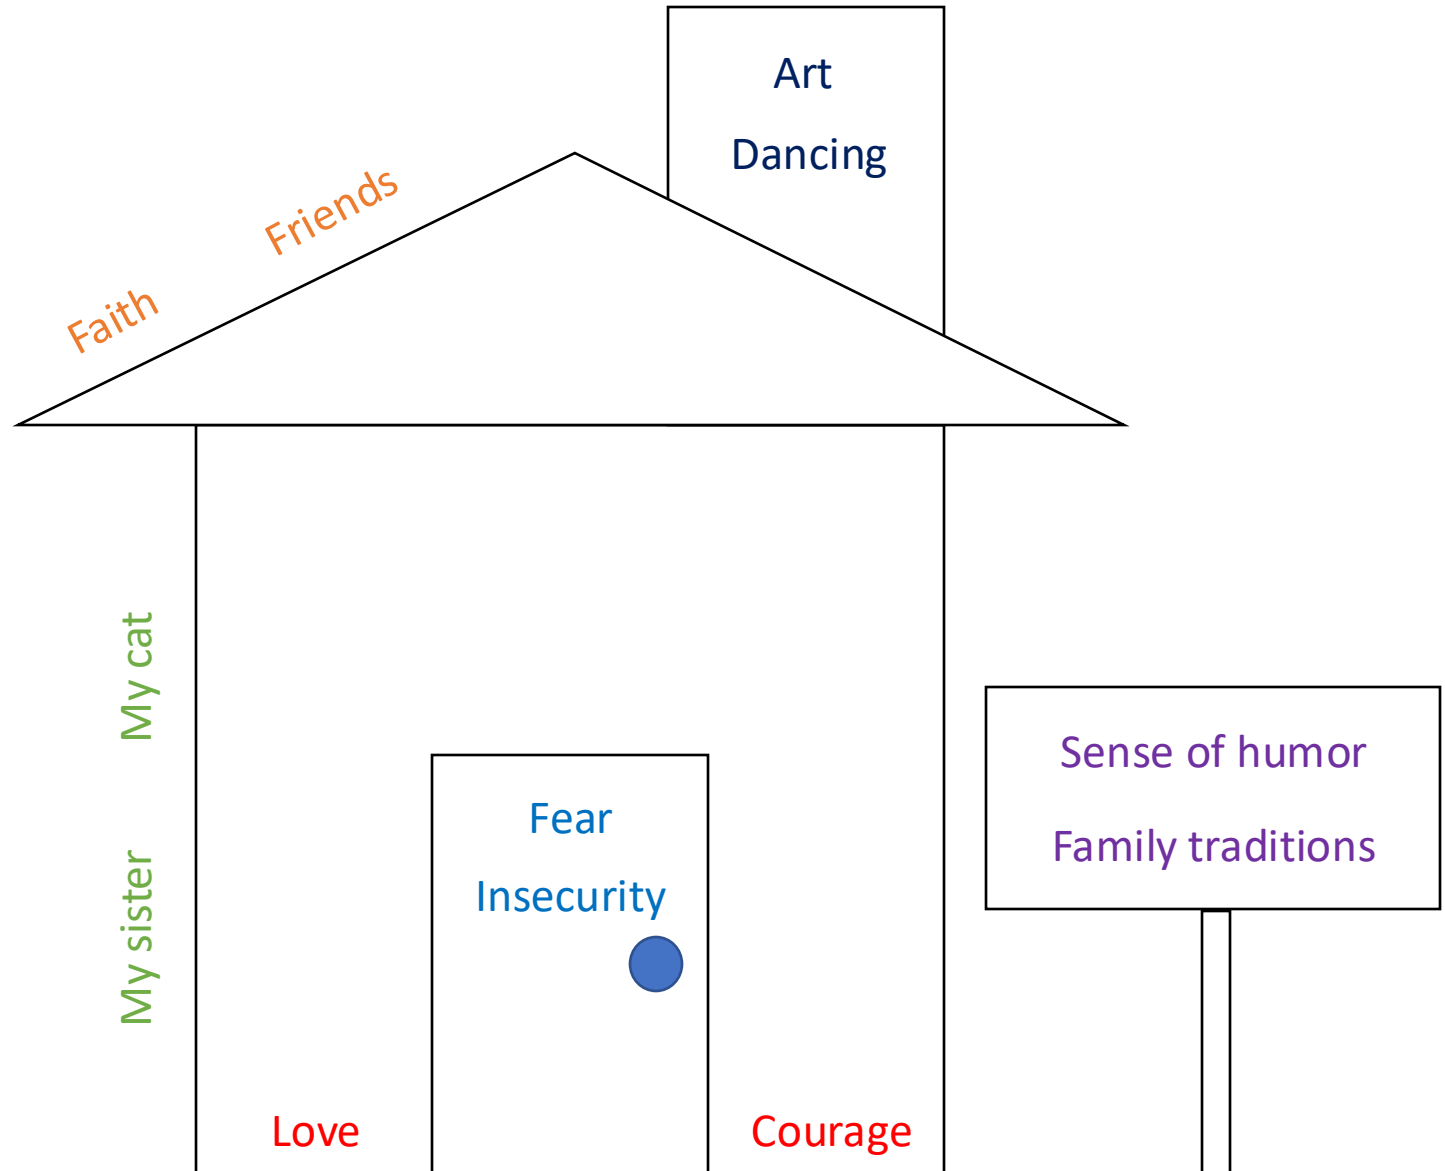 Art
Dancing
Friends
Faith
My cat
My sister
Fear
Insecurity
Love
Courage
Sense of humor
Family traditions